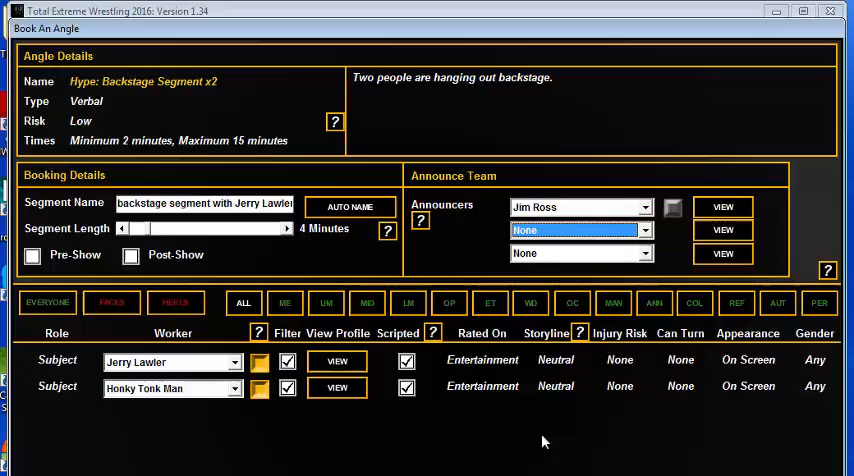 Total Extreme Wrestling 2016: Version 1.34
Book An Angle
Angle Details
Name Hype: Backstage Segment x2
Type Verbal
Risk Low
Times Minimum 2 minutes, Maximum 15 minutes
?
Two people are hanging out backstage.
Booking Details
Segment Name backstage segment with Jerry Lawler AUTO NAME
Segment Length 4 Minutes ?
Pre-Show Post-Show
Announce Team
Announcers Jim Ross VIEW
? None VIEW
None VIEW
?
EVERYONE FACES HEELS ALL ME UM MID LM OP ET WD OC MAN ANN COL REF AUT PER
Role Worker ? Filter View Profile Scripted ? Rated On Storyline ? Injury Risk Can Turn Appearance Gender
Subject Jerry Lawler VIEW Entertainment Neutral None None On Screen Any
Subject Honky Tonk Man VIEW Entertainment Neutral None None On Screen Any